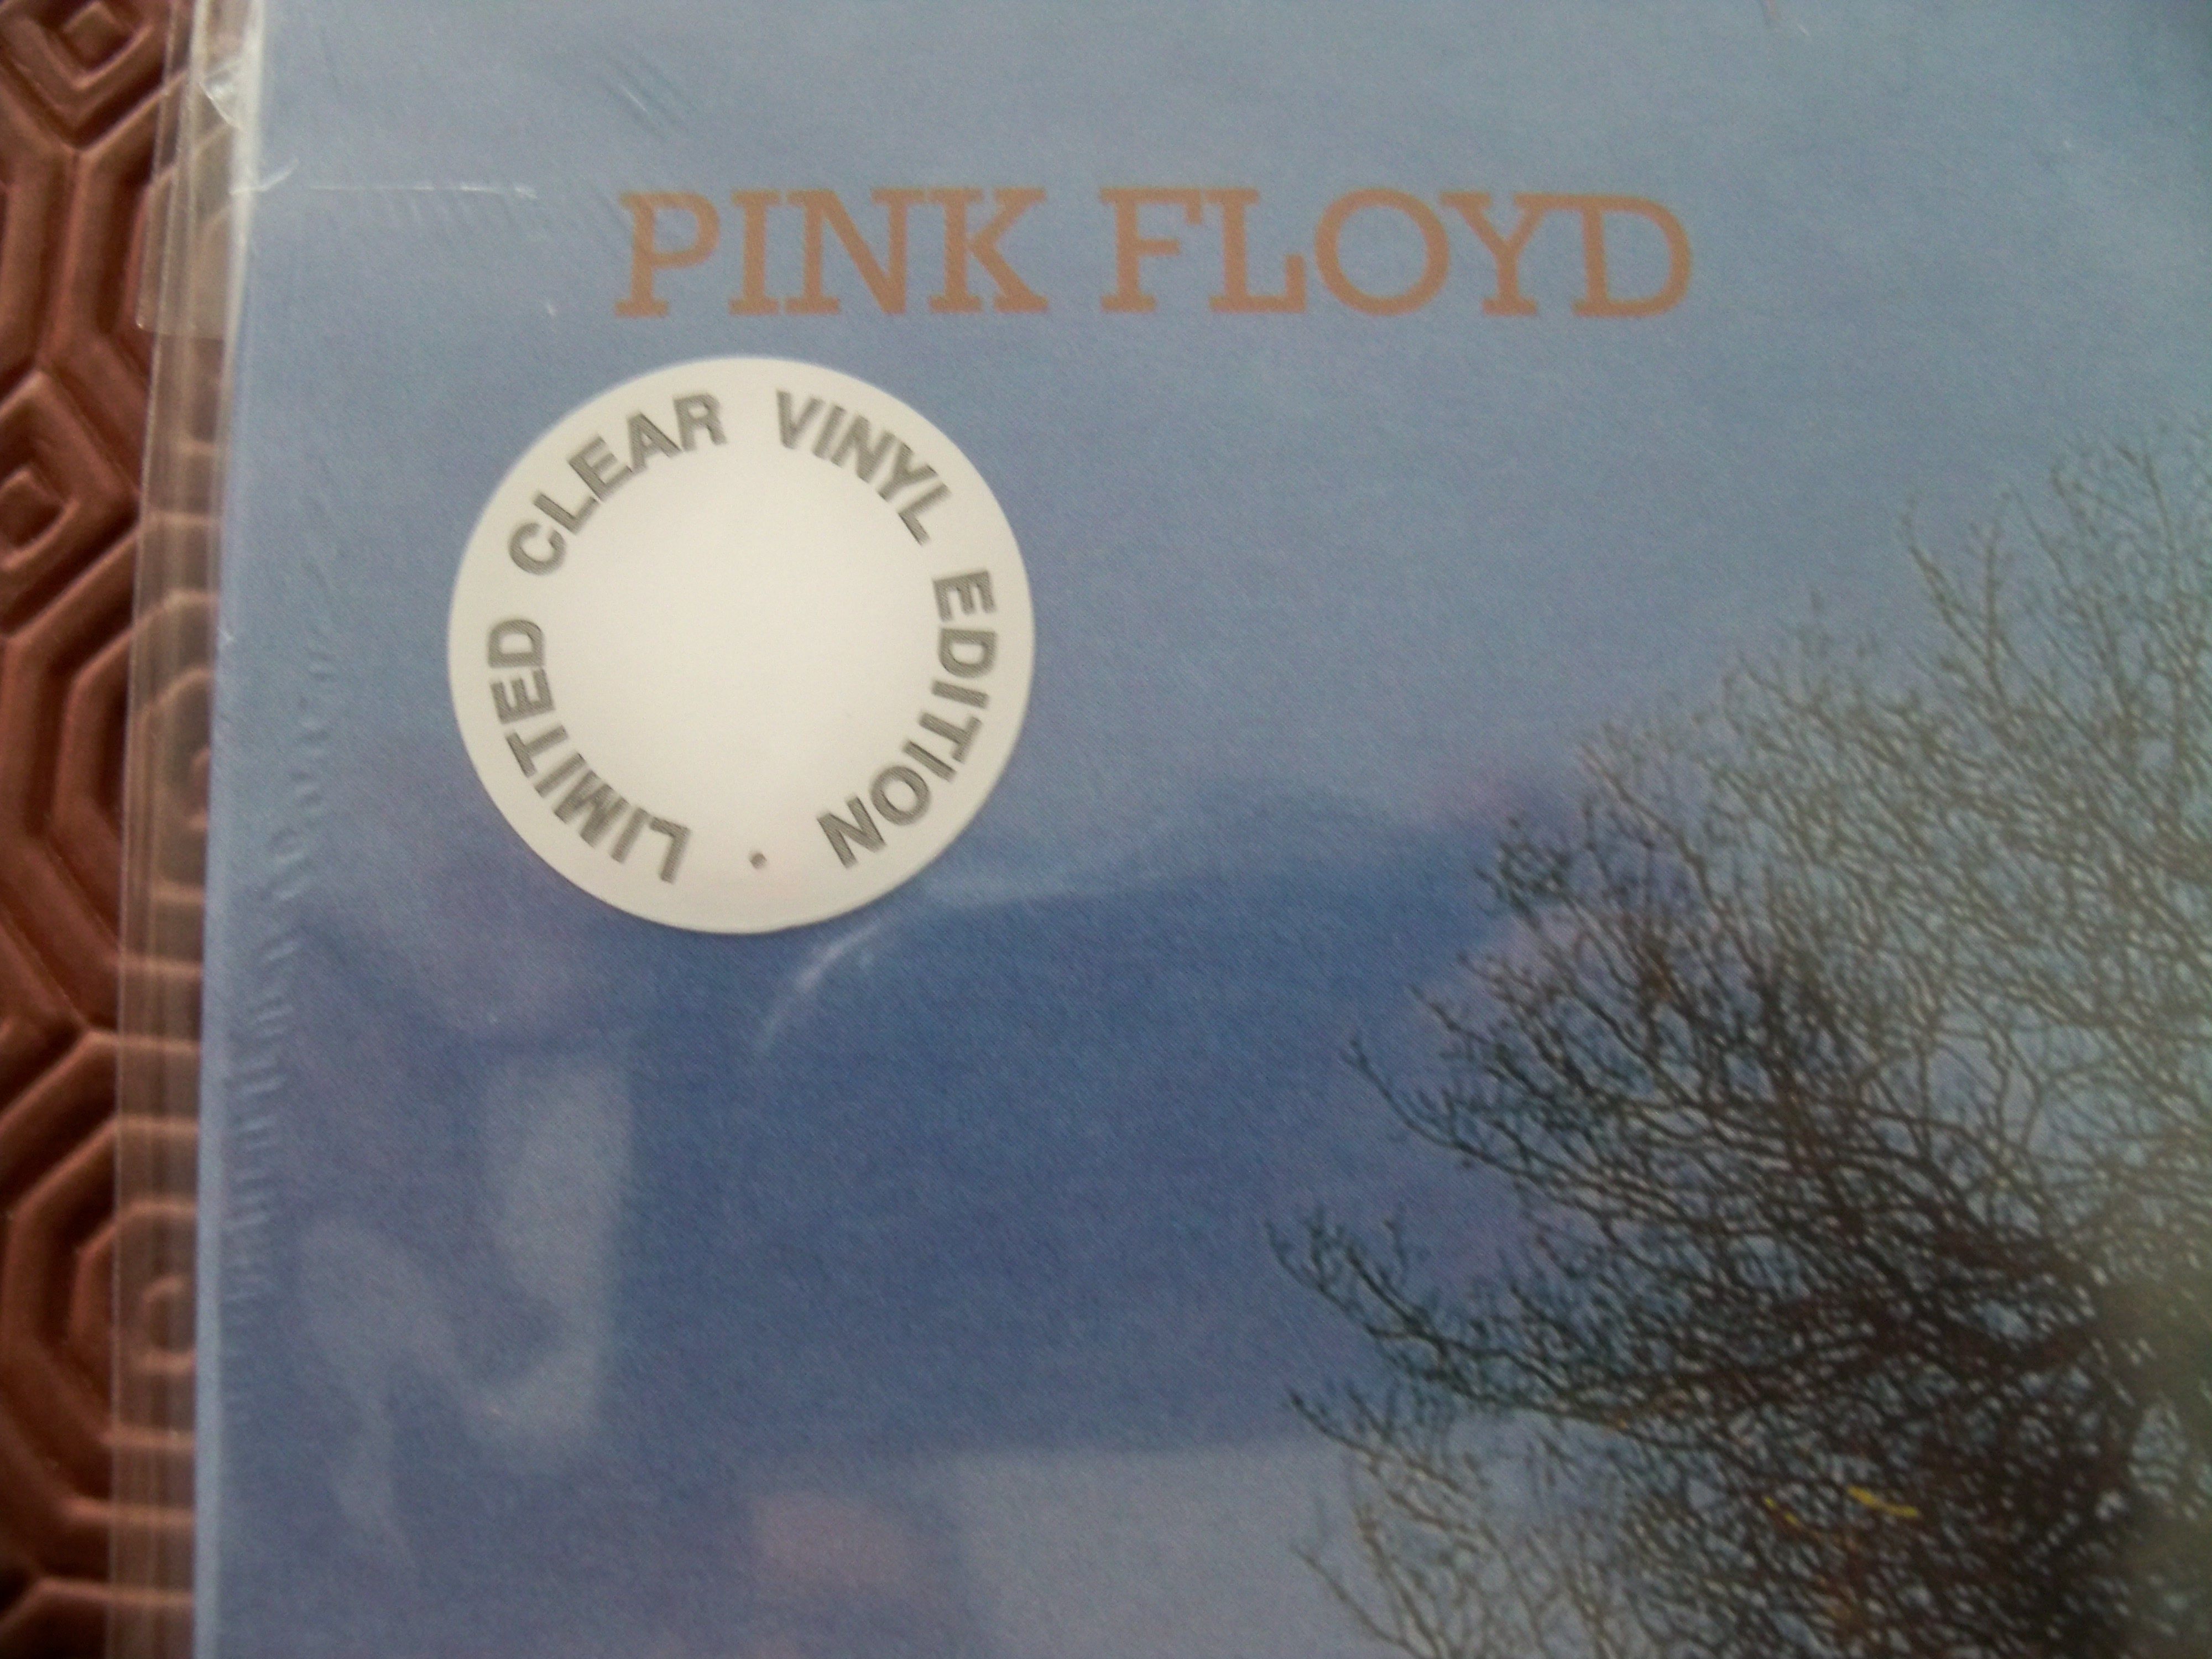 PINK FLOYD
LIMITED CLEAR VINYL EDITION •